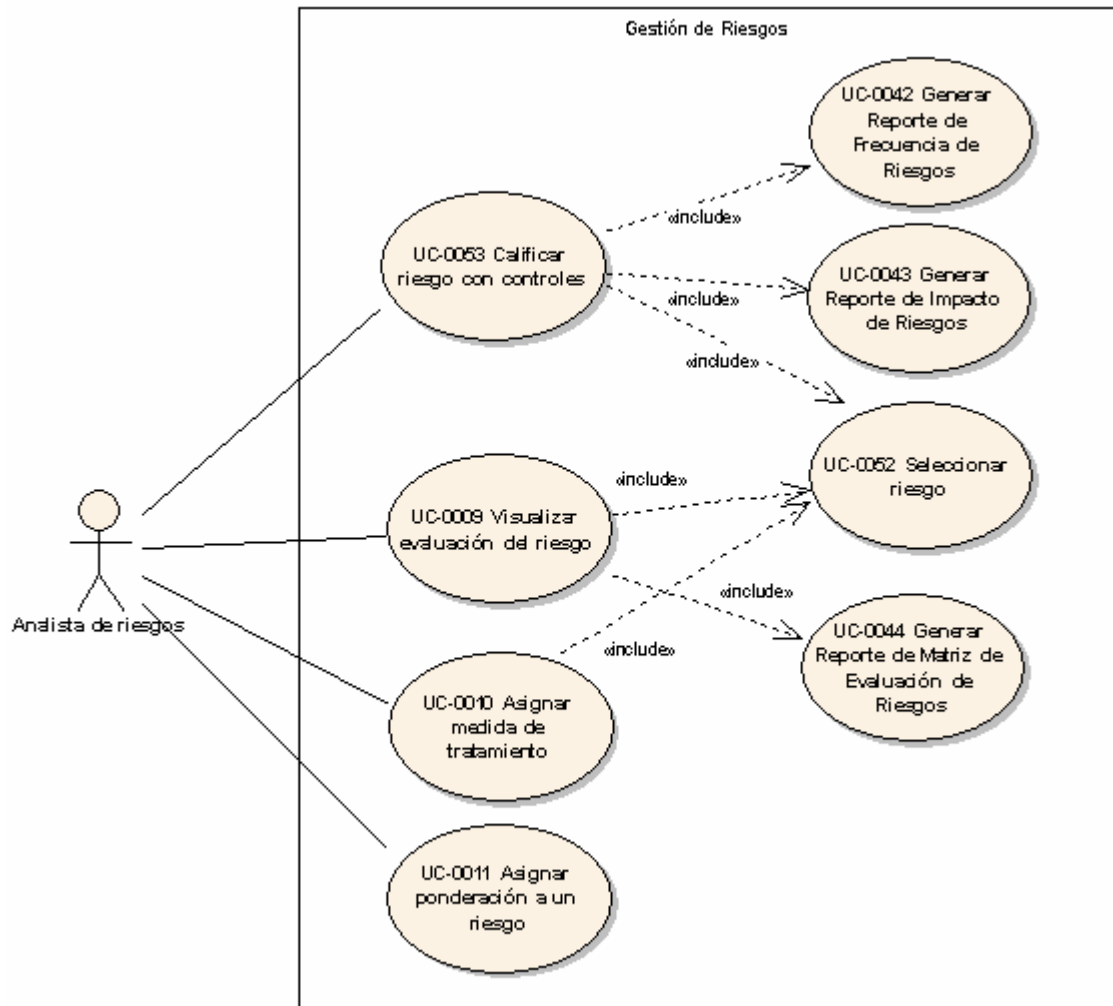 Gestión de Riesgos
UC-0042 Generar
Reporte de
Frecuencia de
Riesgos
«include»
UC-0053 Calificar
riesgo con controles
UC-0043 Generar
Reporte de Impacto
de Riesgos
«include»
«include»
UC-0052 Seleccionar
riesgo
«include»
UC-0009 Visualizar
evaluación del riesgo
«include»
Analista de riesgos
«include»
UC-0044 Generar
Reporte de Matriz de
Evaluación de
Riesgos
UC-0010 Asignar
medida de
tratamiento
UC-0011 Asignar
ponderación a un
riesgo